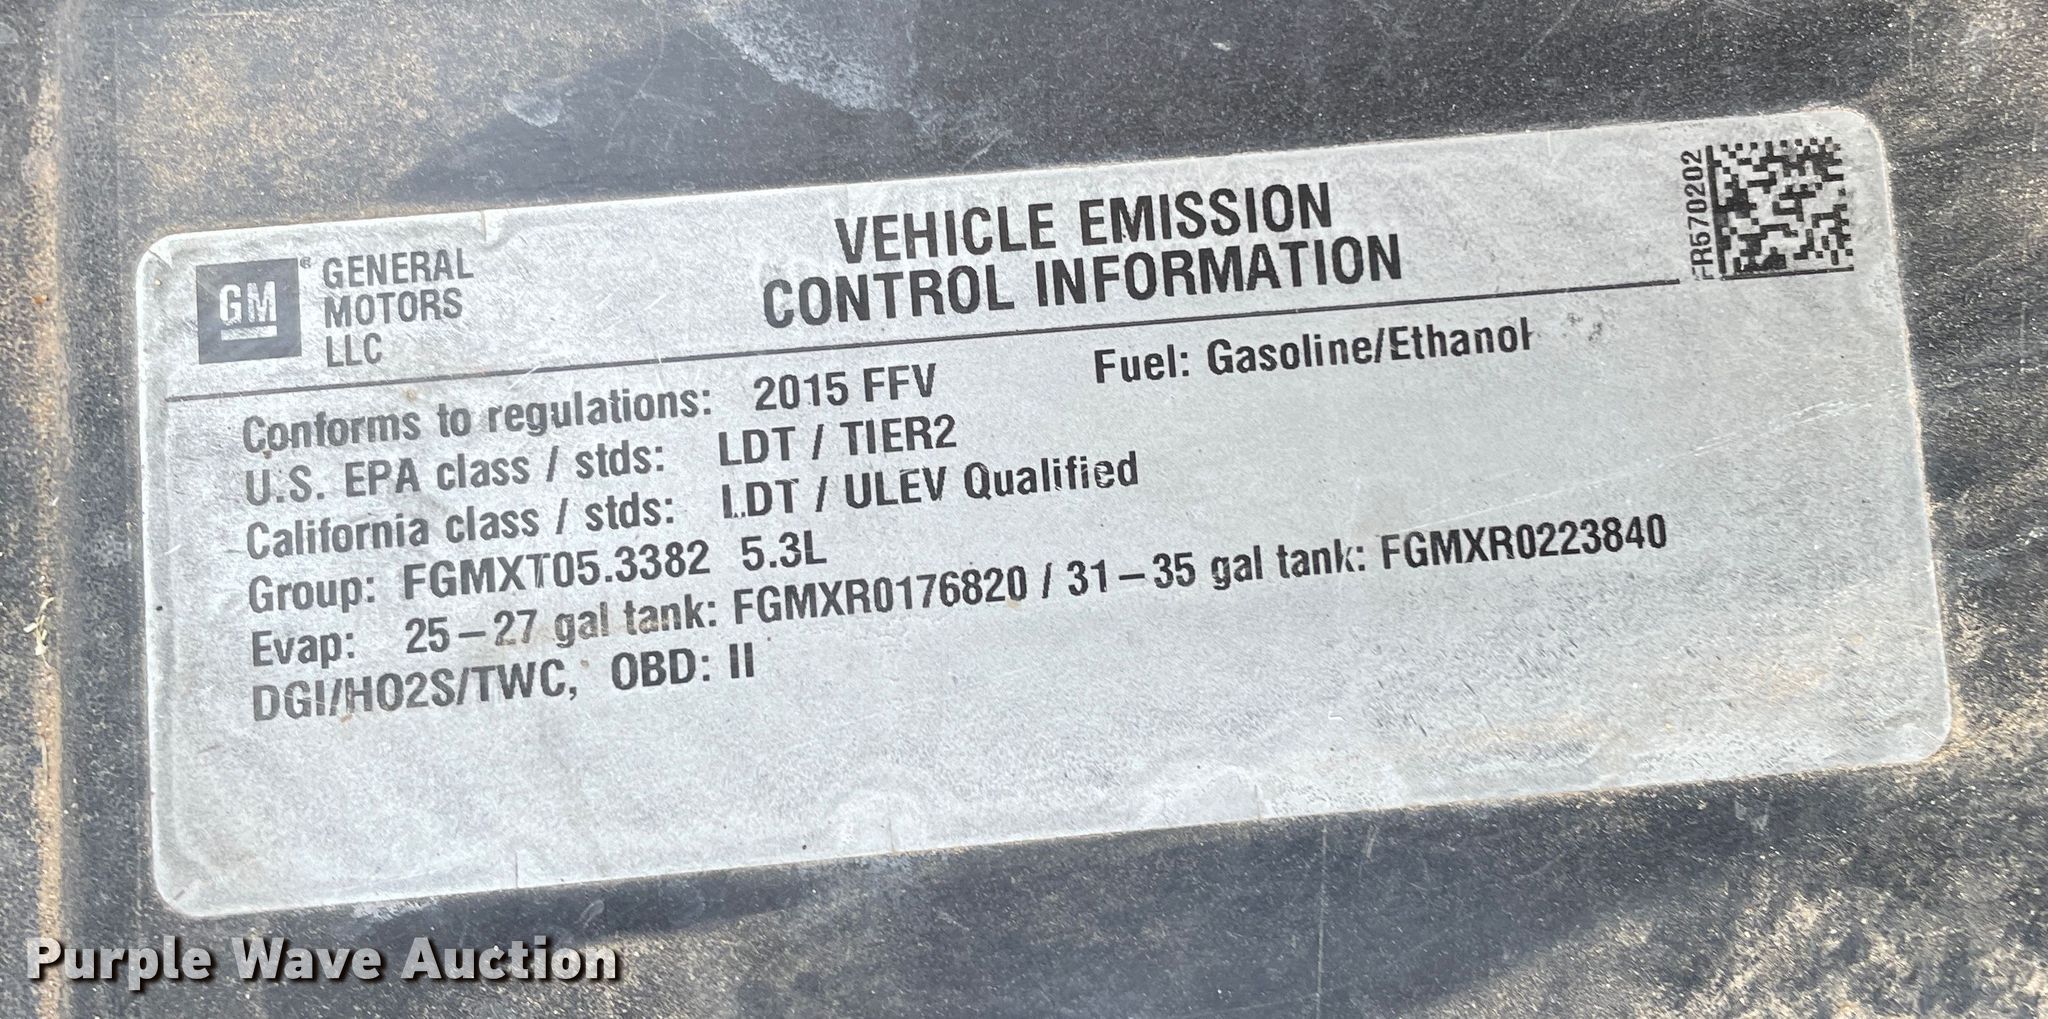 GM® GENERAL
MOTORS
LLC
VEHICLE EMISSION
CONTROL INFORMATION
FR570202
Conforms to regulations: 2015 FFV Fuel: Gasoline/Ethanol
U.S. EPA class / stds: LDT / TIER2
California class / stds: LDT / ULEV Qualified
Group: FGMXT05.3382 5.3L
Evap: 25–27 gal tank: FGMXR0176820 / 31–35 gal tank: FGMXR0223840
DGI/HO2S/TWC, OBD: II
Purple Wave Auction